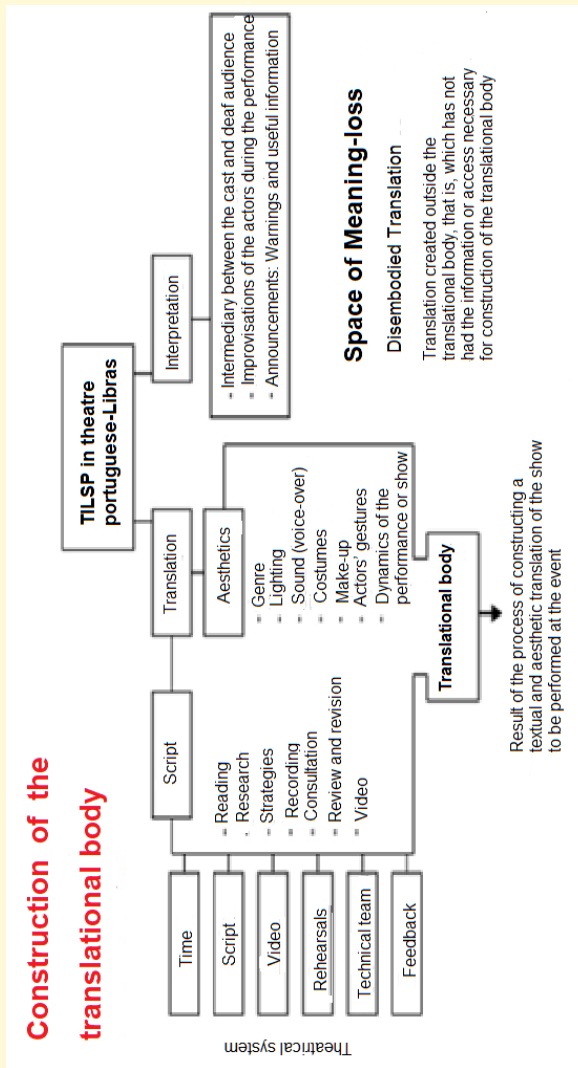 Construction of the
translational body
TILSP in theatre
portuguese-Libras
Script
Translation
Interpretation
Aesthetics
Time
Script
Video
Rehearsals
Technical team
Feedback
Theatrical system
- Reading
- Research
- Strategies
- Recording
- Consultation
- Review and revision
- Video
- Genre
- Lighting
- Sound (voice-over)
- Costumes
- Make-up
- Actors' gestures
- Dynamics of the
performance or show
- Intermediary between the cast and deaf audience
- Improvisations of the actors during the performance
- Announcements: Warnings and useful information
Space of Meaning-loss
Disembodied Translation
Translation created outside the
translational body, that is, which has not
had the information or access necessary
for construction of the translational body
Translational body
Result of the process of constructing a
textual and aesthetic translation of the show
to be performed at the event